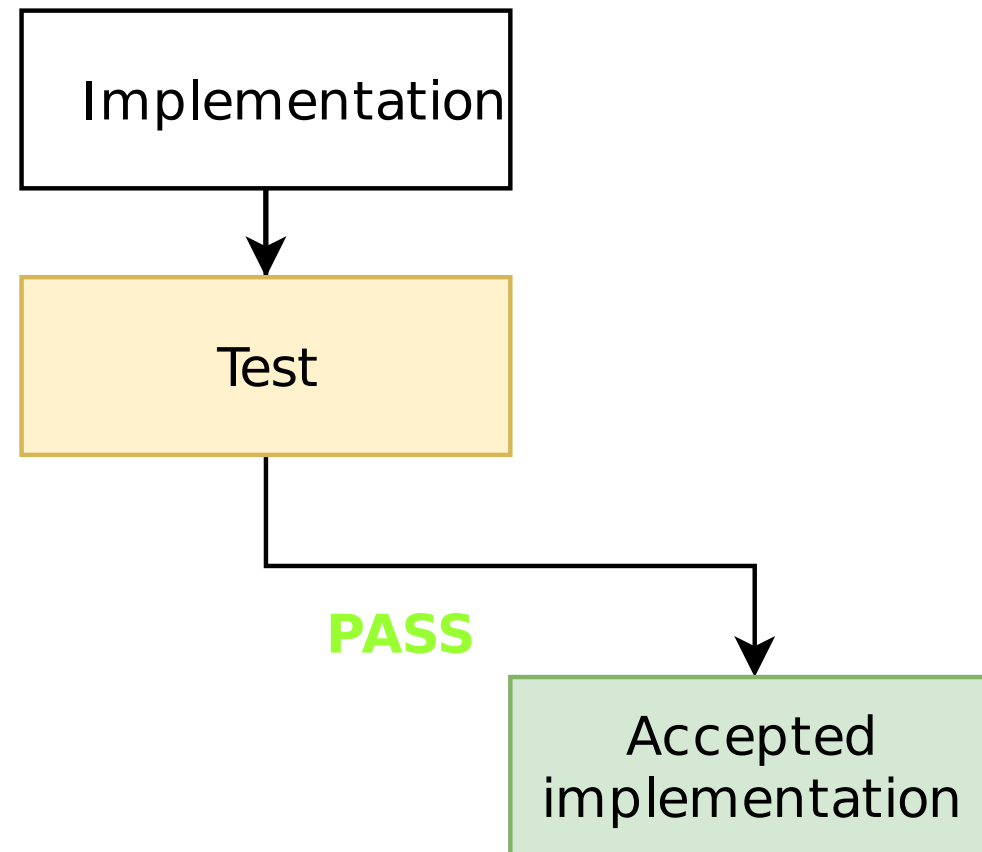 Implementation
Test
PASS
Accepted
implementation